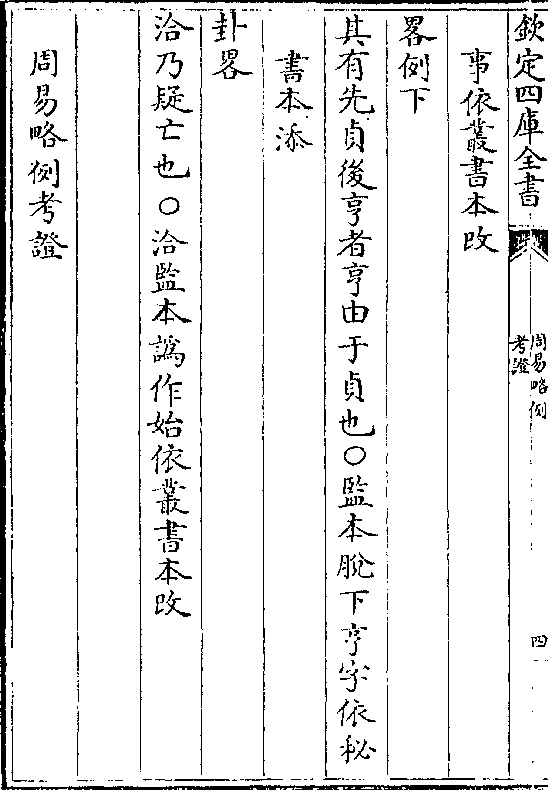 欽定四庫全書
周易略例
考證
四
事依叢書本改
畧例下
其有先貞後亨者亨由于貞也○監本脫下亨字依秘
書本添
卦畧
洽乃疑亡也○洽監本譌作始依叢書本改
周易略例考證